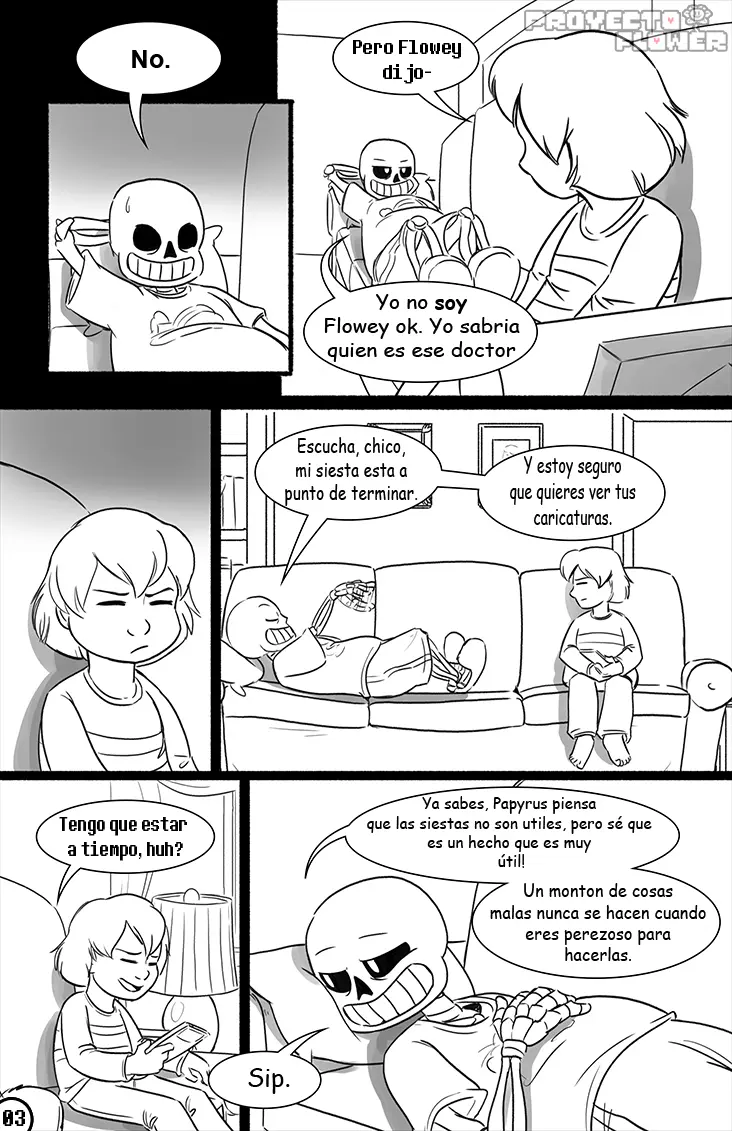 PROYECTO
FLOWER
No.
Pero Flowey
dijo-
Yo no soy
Flowey ok. Yo sabria
quien es ese doctor
Escucha, chico,
mi siesta esta a
punto de terminar.
Y estoy seguro
que quieres ver tus
caricaturas.
Tengo que estar
a tiempo, huh?
Ya sabes, Papyrus piensa
que las siestas no son utiles, pero sé que
es un hecho que es muy
útil!
Un monton de cosas
malas nunca se hacen cuando
eres perezoso para
hacerlas.
Sip.
03